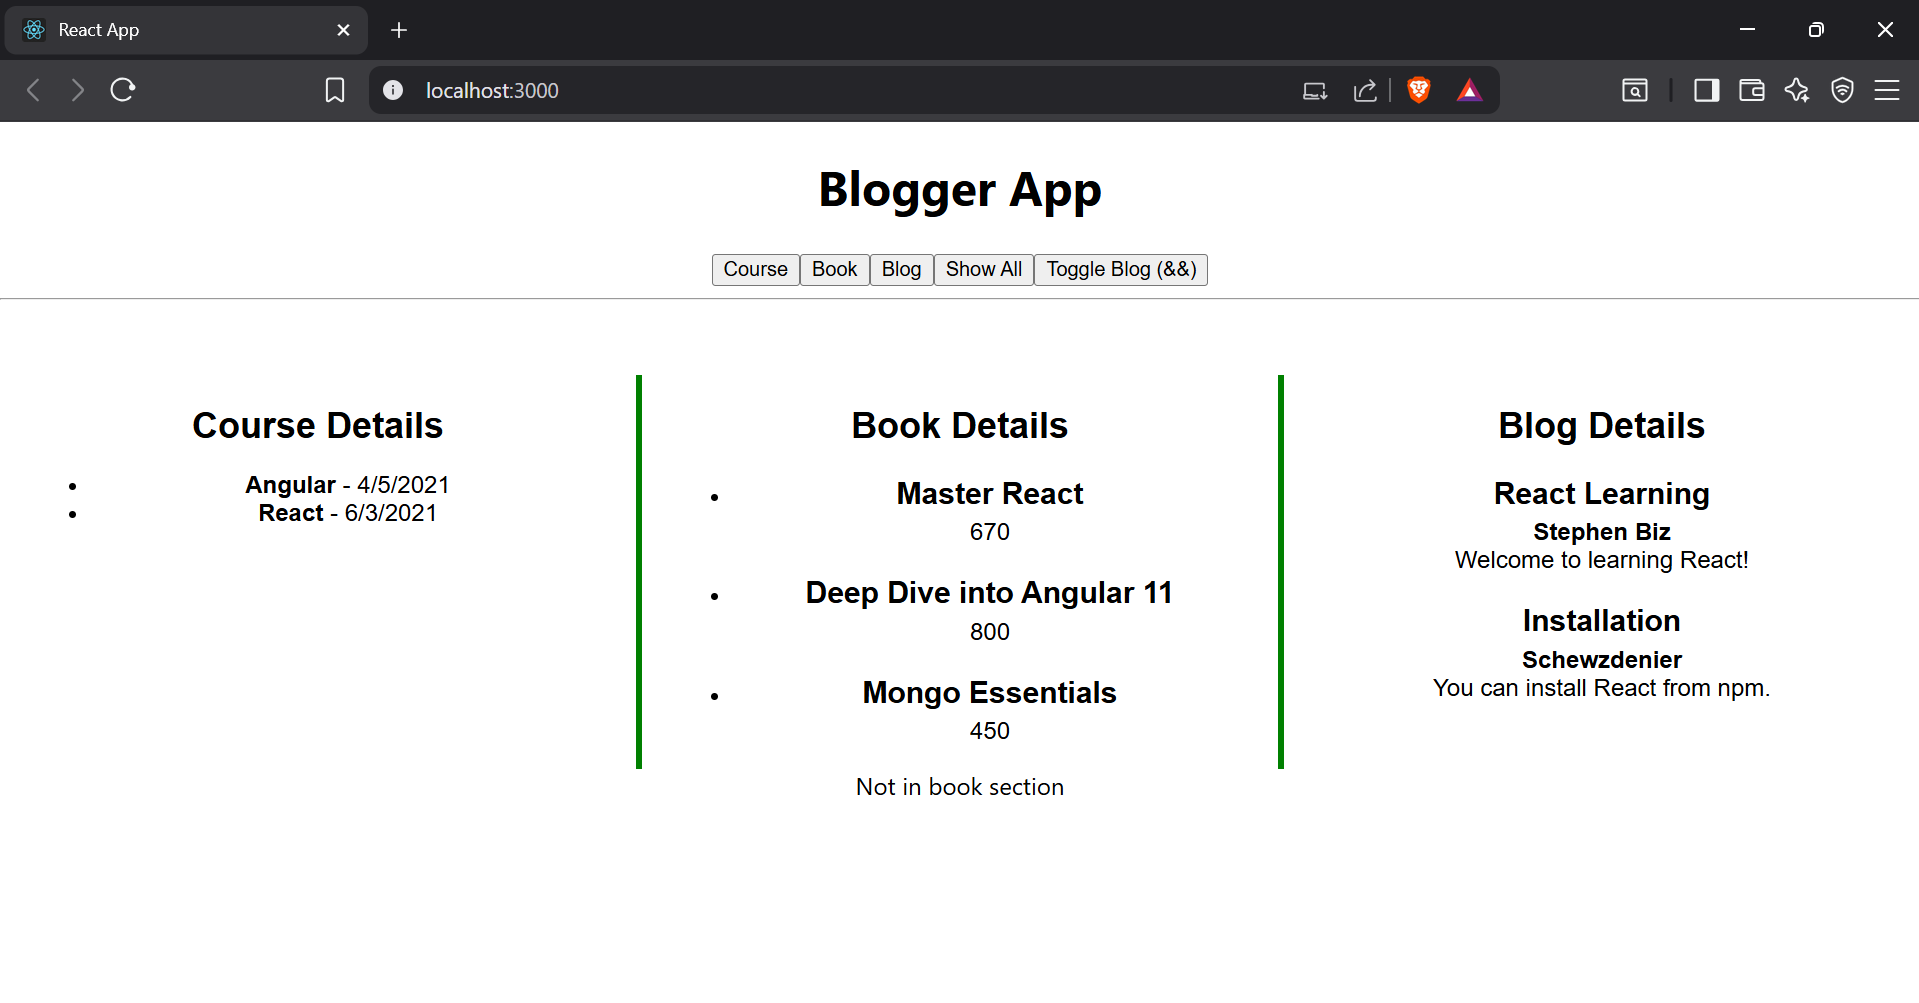 React App
localhost:3000
Blogger App
Course Book Blog Show All Toggle Blog (&&)
Course Details
Angular - 4/5/2021
React - 6/3/2021
Book Details
Master React
670
Deep Dive into Angular 11
800
Mongo Essentials
450
Blog Details
React Learning
Stephen Biz
Welcome to learning React!
Installation
Schewzdenier
You can install React from npm.
Not in book section